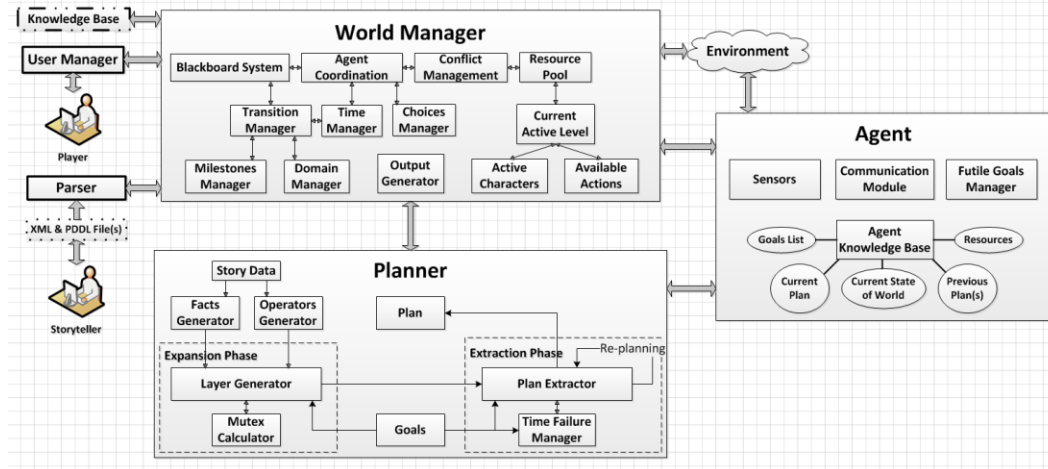 Knowledge Base
User Manager
Player
Parser
XML & PDDL File(s)
Storyteller
World Manager
Blackboard System
Agent
Coordination
Conflict
Management
Resource
Pool
Transition
Manager
Time
Manager
Choices
Manager
Current
Active Level
Milestones
Manager
Domain
Manager
Output
Generator
Active
Characters
Available
Actions
Environment
Agent
Sensors
Communication
Module
Futile Goals
Manager
Agent
Knowledge Base
Goals List
Resources
Current
Plan
Current State
of World
Previous
Plan(s)
Planner
Story Data
Facts
Generator
Operators
Generator
Plan
Expansion Phase
Layer Generator
Mutex
Calculator
Goals
Extraction Phase
Re-planning
Plan Extractor
Time Failure
Manager